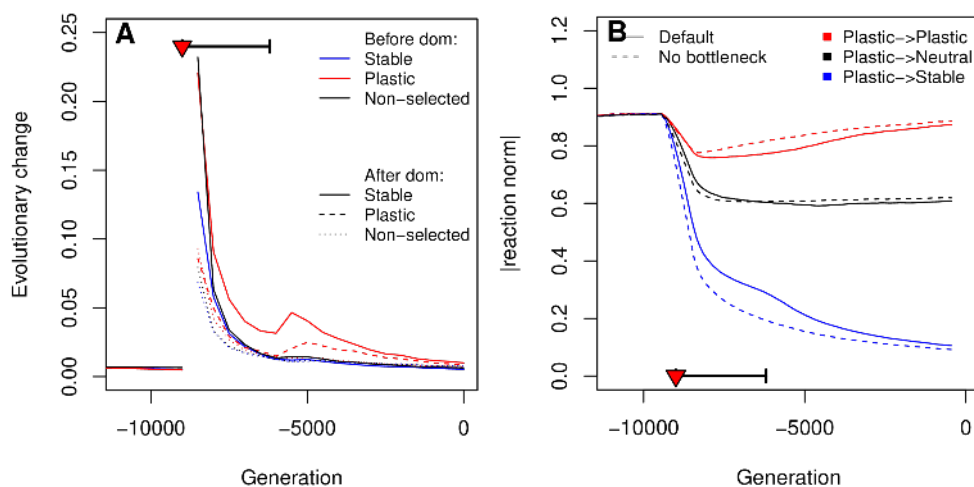 A
Before dom:
Stable
Plastic
Non-selected
After dom:
Stable
Plastic
Non-selected
0.25
0.20
0.15
0.10
0.05
0.00
Evolutionary change
−10000 −5000 0
Generation
B
Default
No bottleneck
Plastic−>Plastic
Plastic−>Neutral
Plastic−>Stable
1.2
1.0
0.8
0.6
0.4
0.2
0.0
|reaction norm|
−10000 −5000 0
Generation